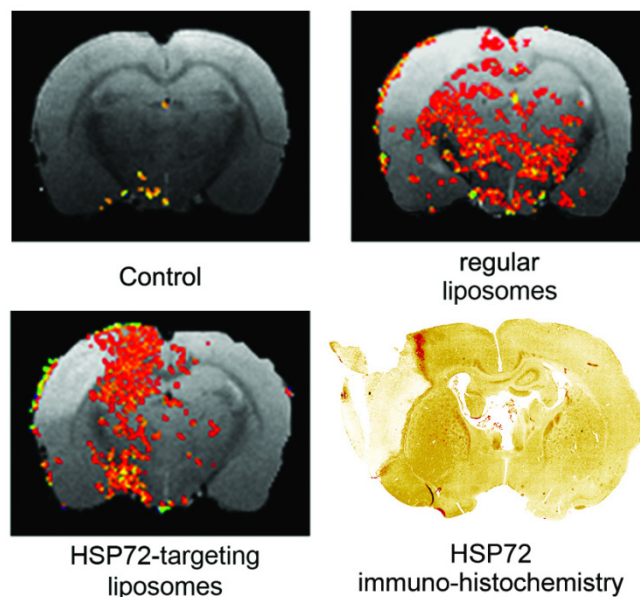 Control
regular
liposomes
HSP72-targeting
liposomes
HSP72
immuno-histochemistry